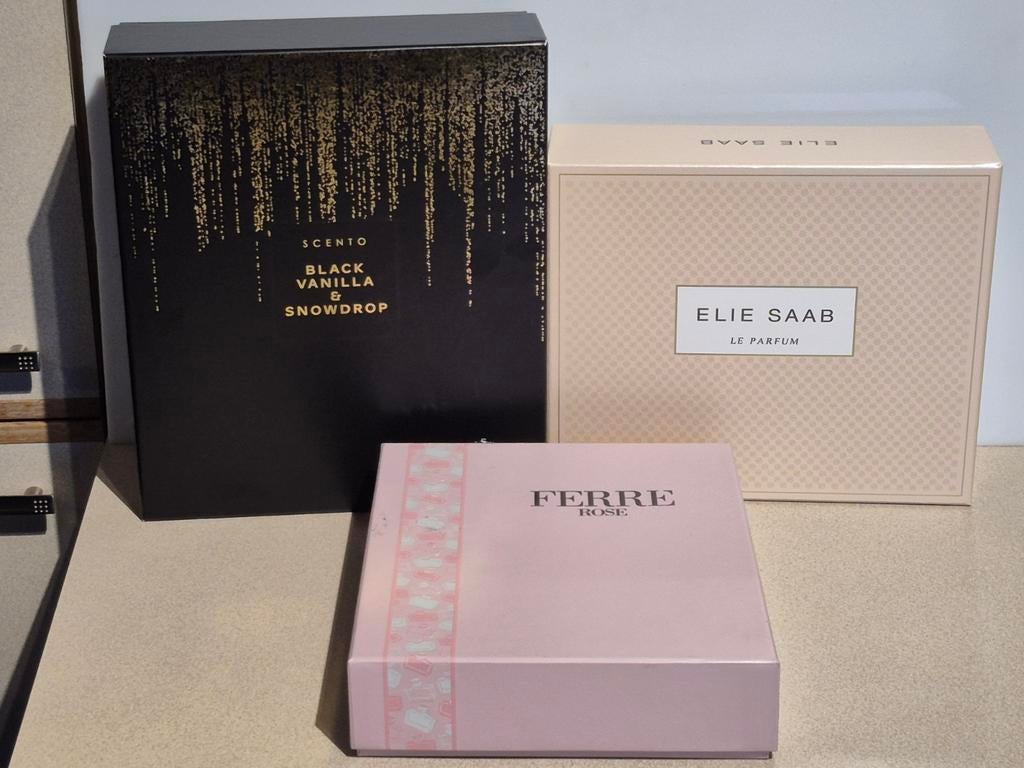 SCENTO
BLACK
VANILLA
&
SNOWDROP
ELIE SAAB
ELIE SAAB
LE PARFUM
FERRE
ROSE